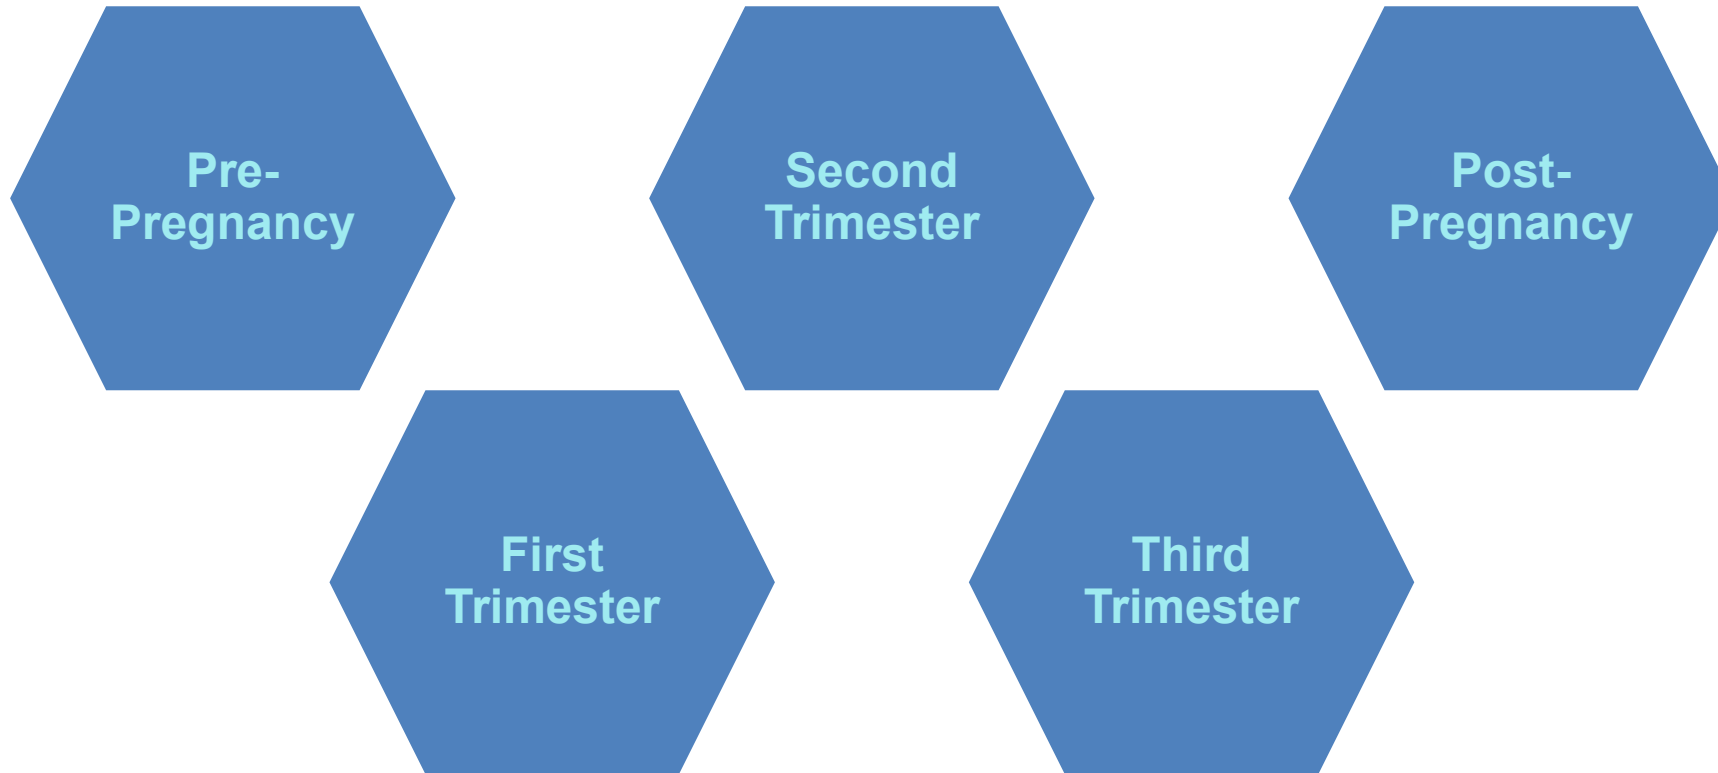 Pre-
Pregnancy
Second
Trimester
Post-
Pregnancy
First
Trimester
Third
Trimester